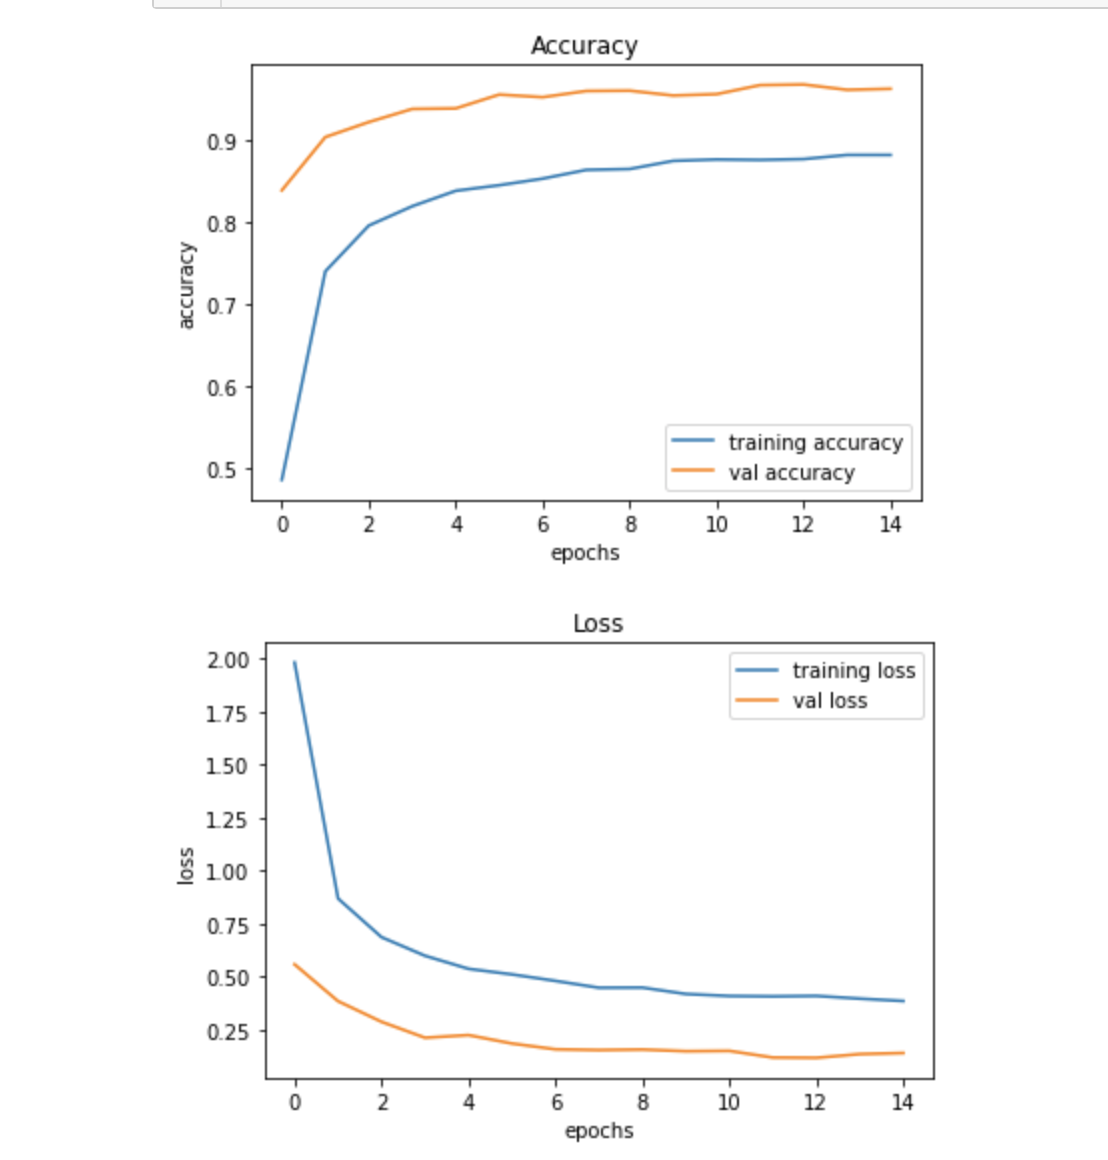 Accuracy
0.9
0.8
0.7
0.6
0.5
accuracy
training accuracy
val accuracy
0 2 4 6 8 10 12 14
epochs
Loss
2.00
1.75
1.50
1.25
1.00
0.75
0.50
0.25
loss
training loss
val loss
0 2 4 6 8 10 12 14
epochs